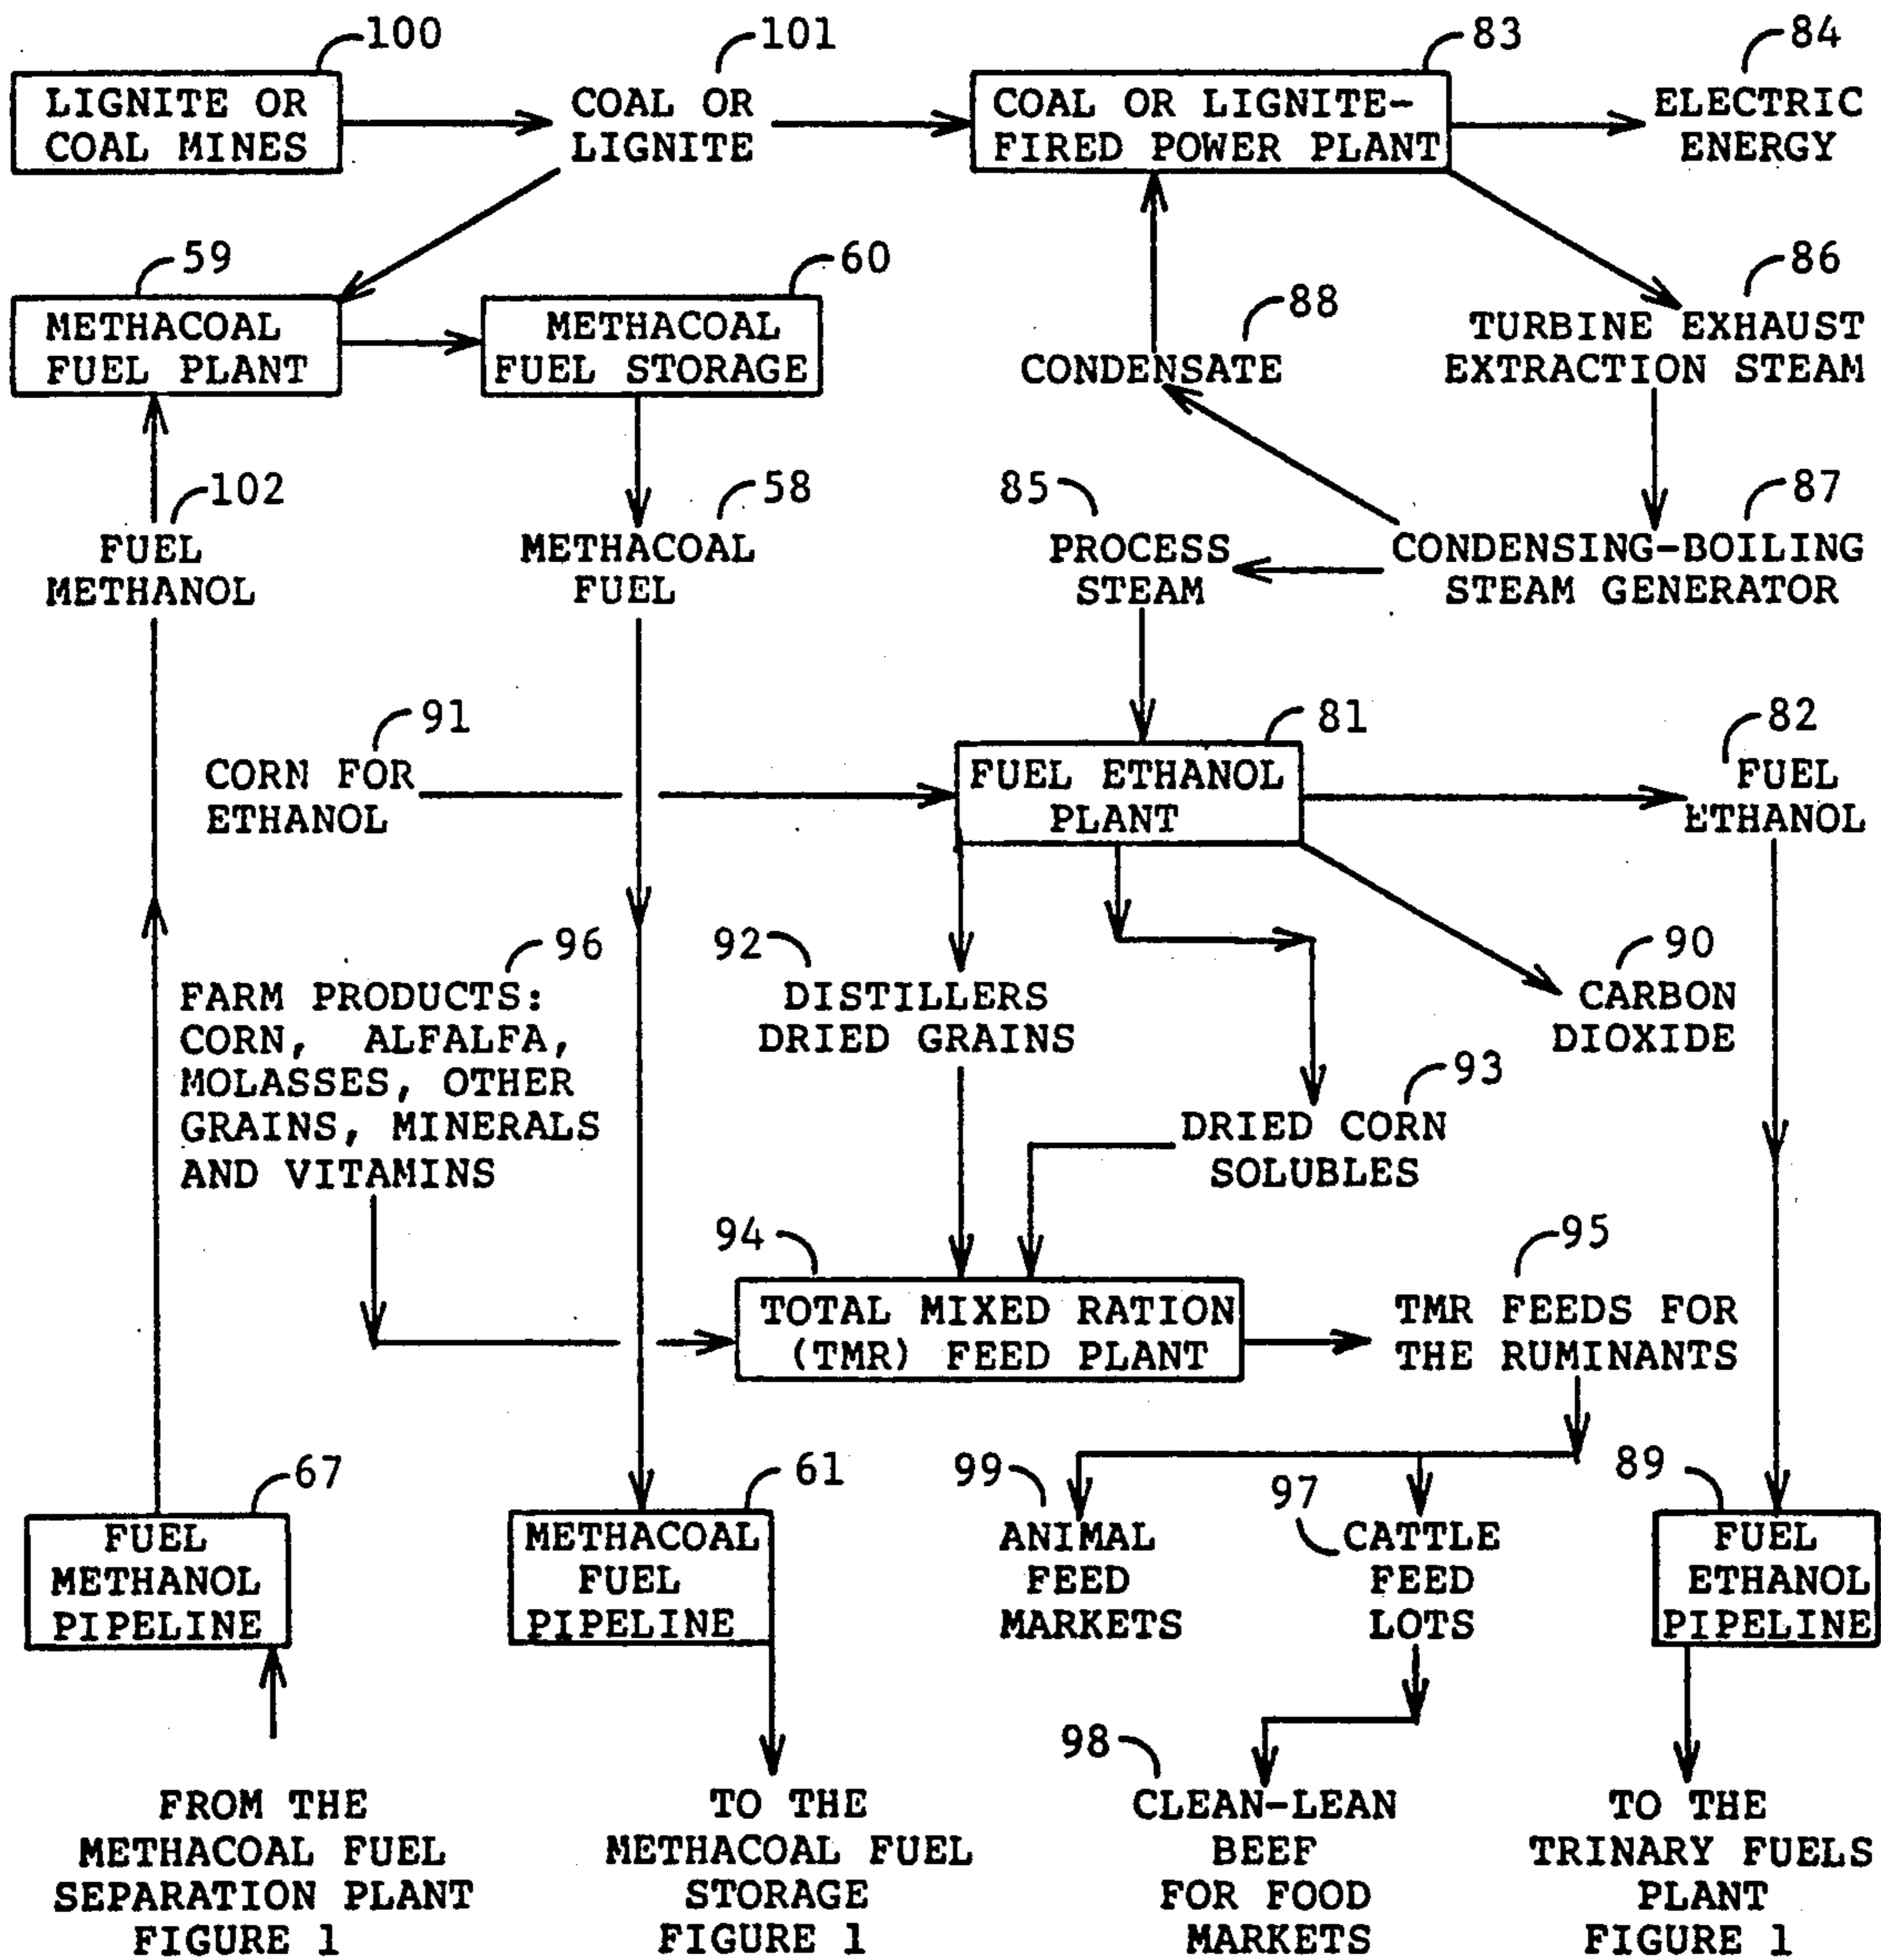 100
101
83
84
LIGNITE OR
COAL MINES
COAL OR
LIGNITE
COAL OR LIGNITE-
FIRED POWER PLANT
ELECTRIC
ENERGY
59
60
88
86
METHACOAL
FUEL PLANT
METHACOAL
FUEL STORAGE
CONDENSATE
TURBINE EXHAUST
EXTRACTION STEAM
102
58
85
87
FUEL
METHANOL
METHACOAL
FUEL
PROCESS
STEAM
CONDENSING-BOILING
STEAM GENERATOR
91
81
82
CORN FOR
ETHANOL
FUEL ETHANOL
PLANT
FUEL
ETHANOL
96
92
90
FARM PRODUCTS:
CORN, ALFALFA,
MOLASSES, OTHER
GRAINS, MINERALS
AND VITAMINS
DISTILLERS
DRIED GRAINS
CARBON
DIOXIDE
93
DRIED CORN
SOLUBLES
94
95
TOTAL MIXED RATION
(TMR) FEED PLANT
TMR FEEDS FOR
THE RUMINANTS
67
61
99
97
89
FUEL
METHANOL
PIPELINE
METHACOAL
FUEL
PIPELINE
ANIMAL
FEED
MARKETS
CATTLE
FEED
LOTS
FUEL
ETHANOL
PIPELINE
98
FROM THE
METHACOAL FUEL
SEPARATION PLANT
FIGURE 1
TO THE
METHACOAL FUEL
STORAGE
FIGURE 1
CLEAN-LEAN
BEEF
FOR FOOD
MARKETS
TO THE
TRINARY FUELS
PLANT
FIGURE 1